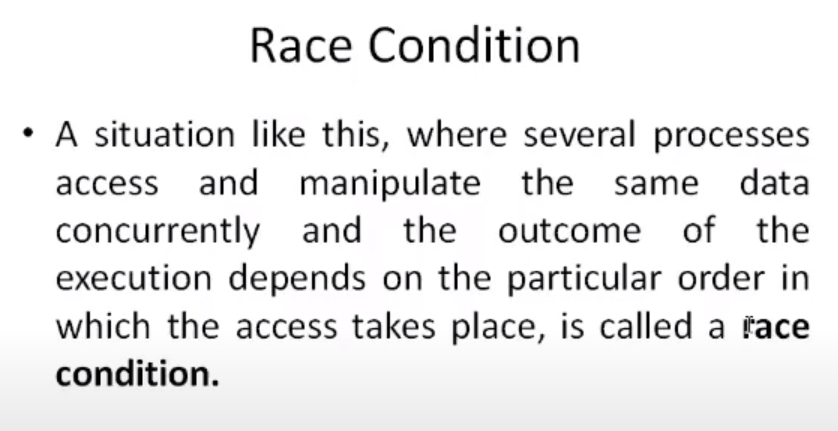 Race Condition
• A situation like this, where several processes
access and manipulate the same data
concurrently and the outcome of the
execution depends on the particular order in
which the access takes place, is called a race
condition.